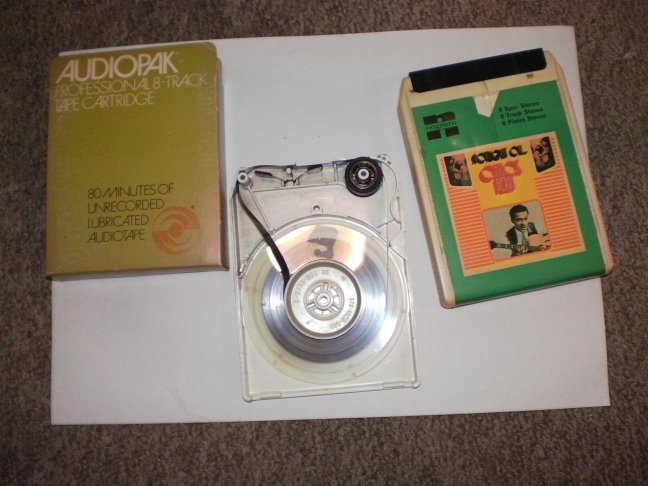 AUDIOPAK
PROFESSIONAL 8-TRACK
TAPE CARTRIDGE
80 MINUTES OF
UNRECORDED
LUBRICATED
AUDIOTAPE
8 Spur Stereo
8 Track Stereo
8 Pistes Stereo
CHUCK